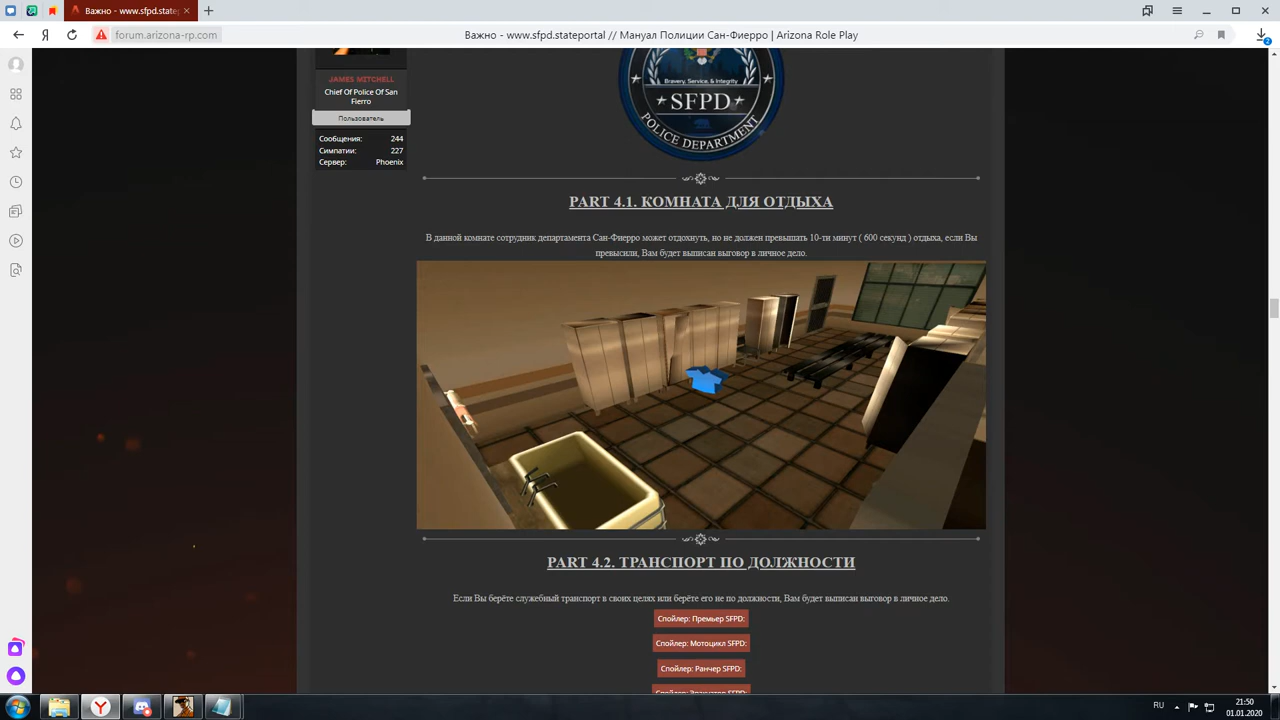 Важно - www.sfpd.state
forum.arizona-rp.com
Важно - www.sfpd.stateportal // Мануал Полиции Сан-Фиерро | Arizona Role Play
2
JAMES MITCHELL
Chief Of Police Of San
Fierro
Пользователь
Сообщения: 244
Симпатии: 227
Сервер: Phoenix
Bravery, Service, & Integrity
SFPD
POLICE DEPARTMENT
PART 4.1. КОМНАТА ДЛЯ ОТДЫХА
В данной комнате сотрудник департамента Сан-Фиерро может отдохнуть, но не должен превышать 10-ти минут ( 600 секунд ) отдыха, если Вы
превысили, Вам будет выписан выговор в личное дело.
PART 4.2. ТРАНСПОРТ ПО ДОЛЖНОСТИ
Если Вы берёте служебный транспорт в своих целях или берёте его не по должности, Вам будет выписан выговор в личное дело.
Спойлер: Премьер SFPD:
Спойлер: Мотоцикл SFPD:
Спойлер: Ранчер SFPD:
RU
21:50
01.01.2020